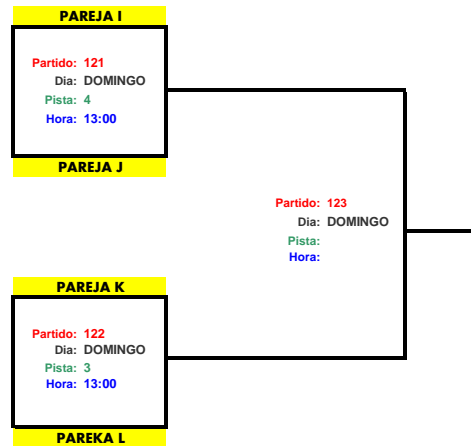 PAREJA I
Partido: 121
Dia: DOMINGO
Pista: 4
Hora: 13:00
PAREJA J
Partido: 123
Dia: DOMINGO
Pista:
Hora:
PAREJA K
Partido: 122
Dia: DOMINGO
Pista: 3
Hora: 13:00
PAREKA L